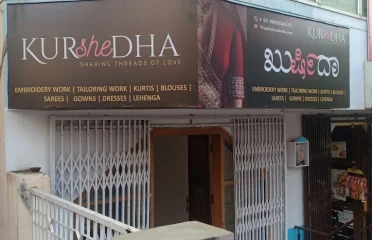 KURsheDHA
SHARING THREADS OF LOVE
EMBROIDERY WORK | TAILORING WORK | KURTIS | BLOUSES |
SAREES | GOWNS | DRESSES | LEHENGA
KURsheDHA
ಖುಷೀದಾ
EMBROIDERY WORK | TAILORING WORK | KURTIS | BLOUSES |
SAREES | GOWNS | DRESSES | LEHENGA